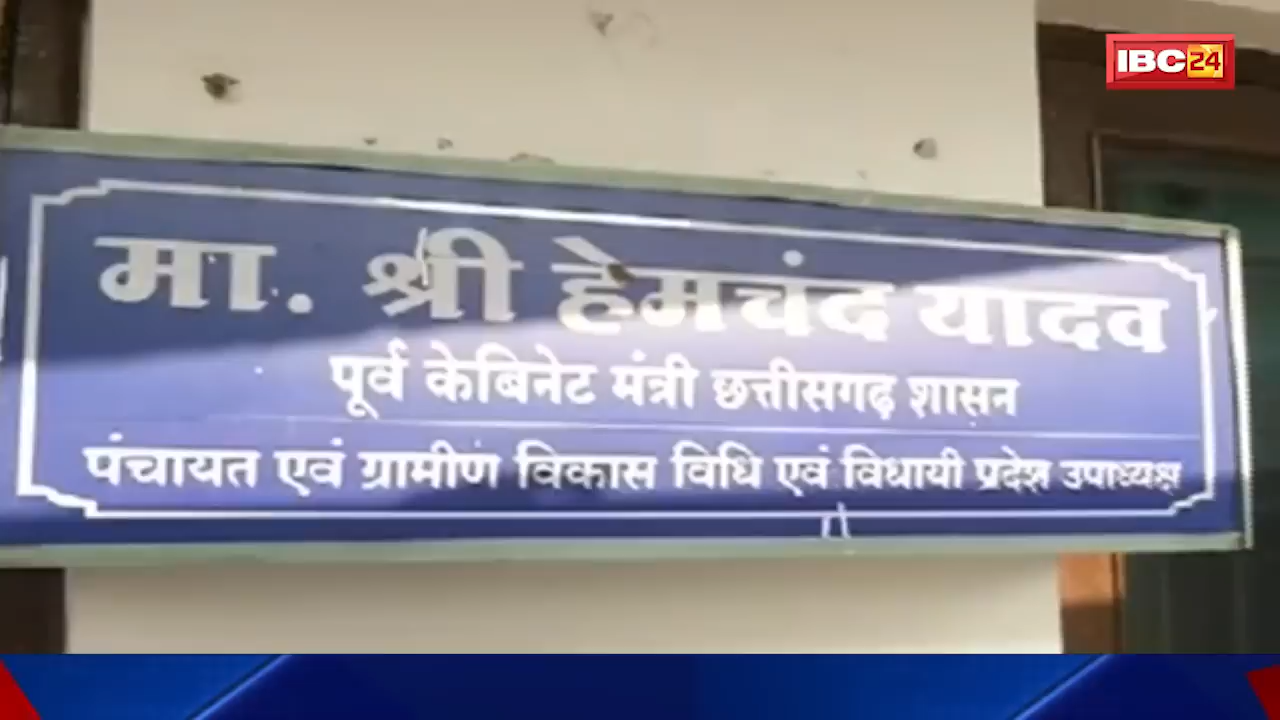 IBC24
मा. श्री हेमचंद यादव
पूर्व केबिनेट मंत्री छत्तीसगढ़ शासन
पंचायत एवं ग्रामीण विकास विधि एवं विधायी प्रदेश उपाध्यक्ष